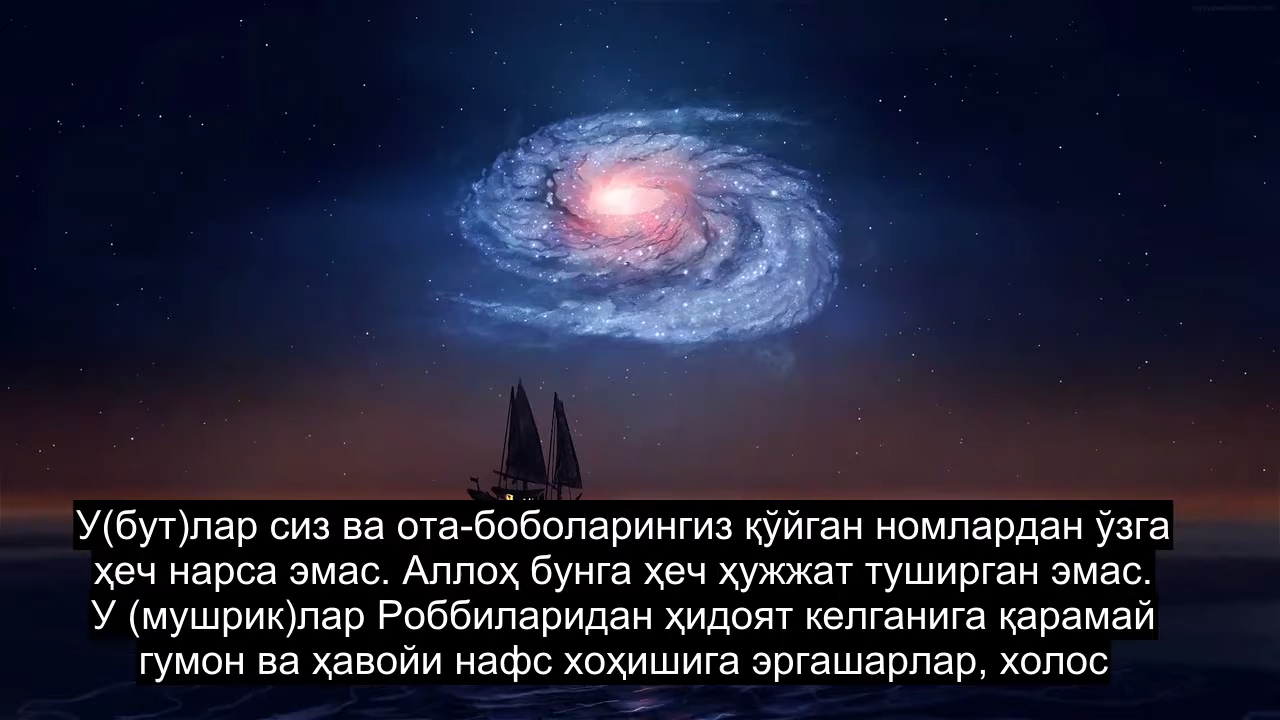 У(бут)лар сиз ва ота-боболарингиз қўйган номлардан ўзга
ҳеч нарса эмас. Аллоҳ бунга ҳеч ҳужжат туширган эмас.
У (мушрик)лар Роббиларидан ҳидоят келганига қарамай
гумон ва ҳавойи нафс хоҳишига эргашарлар, холос